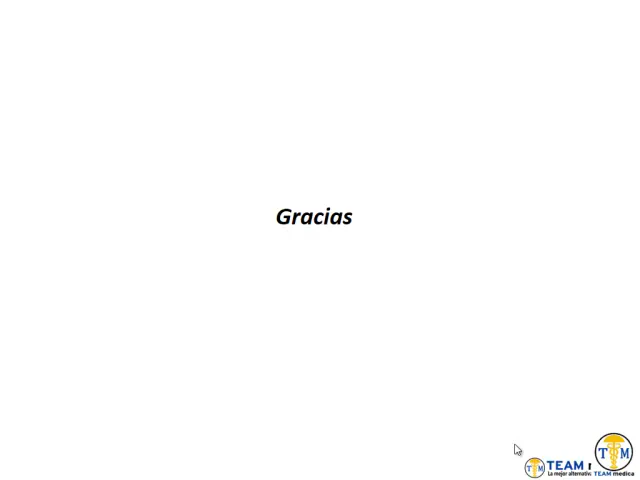 Gracias
T M
TEAM
La mejor alternativ
T M
TEAM medica